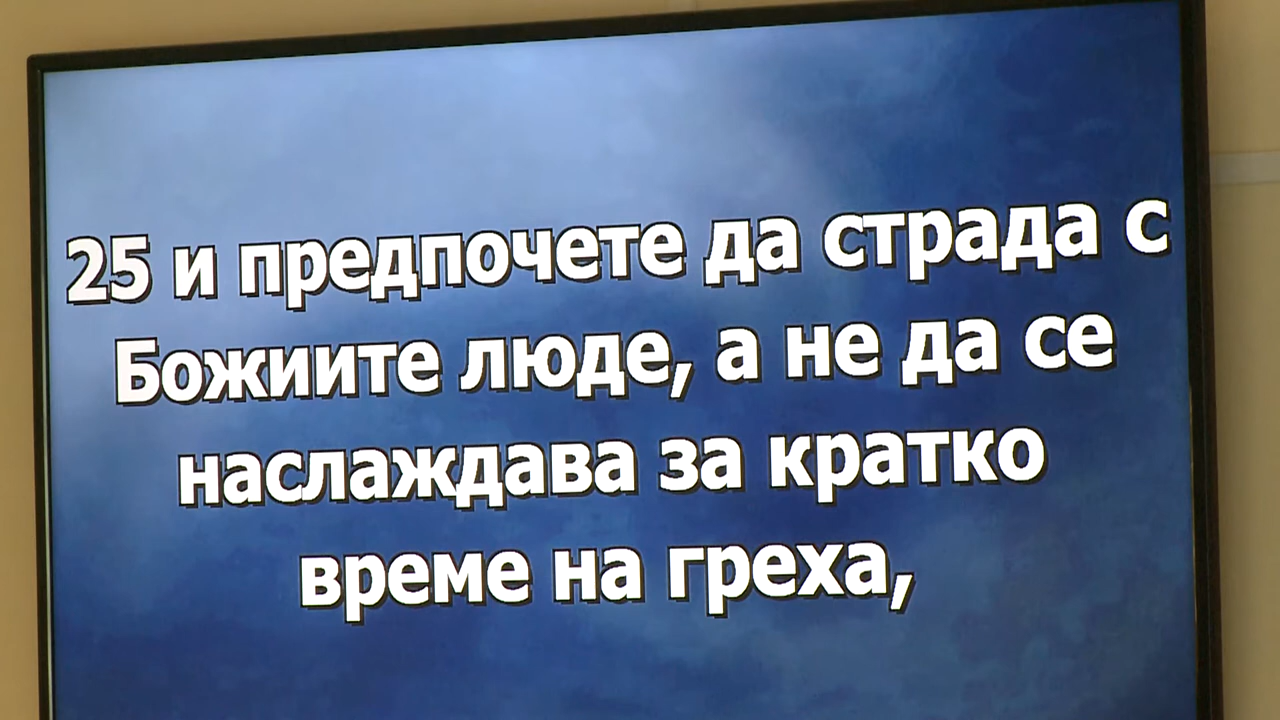 25 и предпочете да страда с
Божиите люде, а не да се
наслаждава за кратко
време на греха,